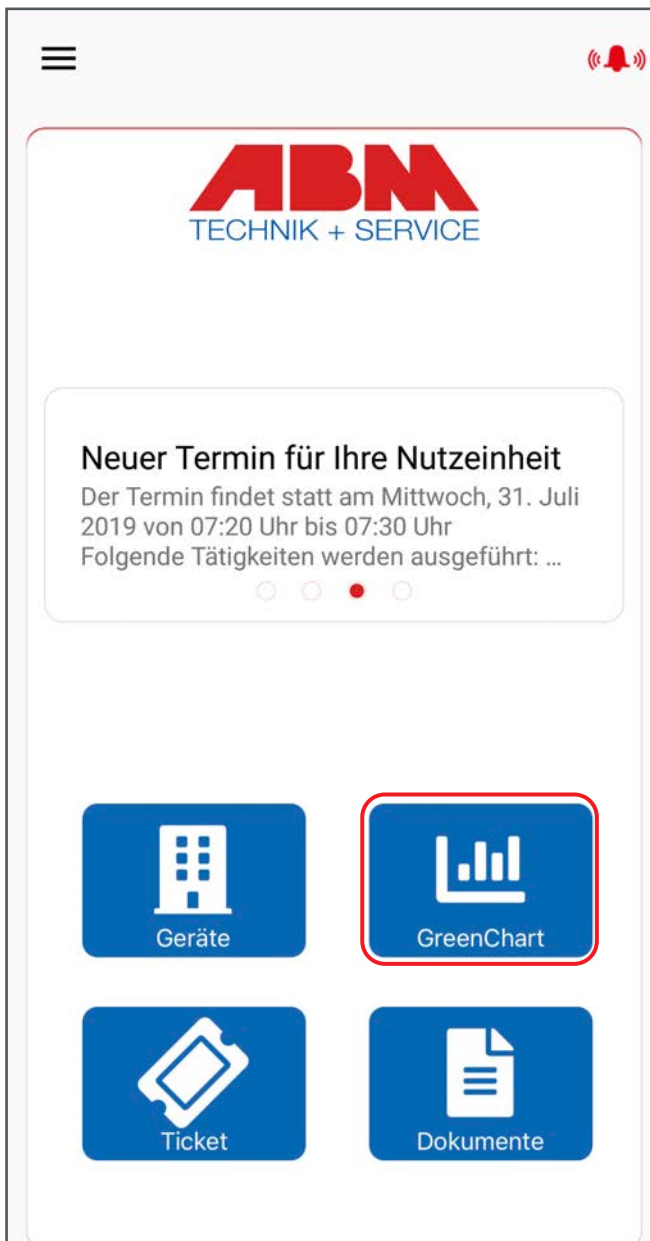 ABM
TECHNIK + SERVICE
Neuer Termin für Ihre Nutzeinheit
Der Termin findet statt am Mittwoch, 31. Juli
2019 von 07:20 Uhr bis 07:30 Uhr
Folgende Tätigkeiten werden ausgeführt: ...
Geräte
GreenChart
Ticket
Dokumente